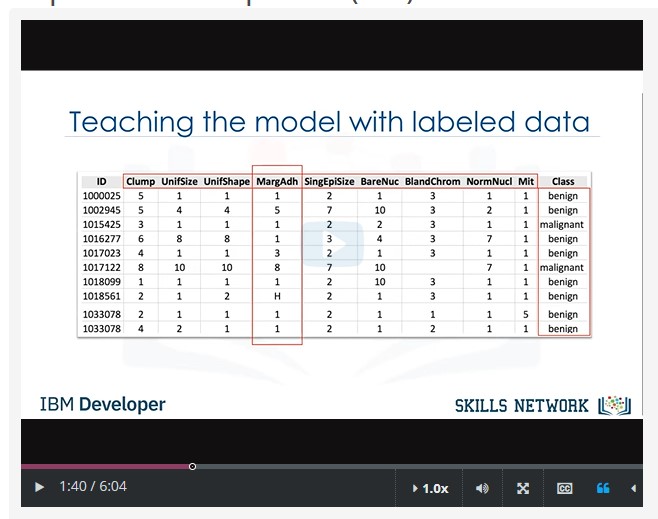 Teaching the model with labeled data
ID Clump UnifSize UnifShape MargAdh SingEpiSize BareNuc BlandChrom NormNucl Mit Class
1000025 5 1 1 1 2 1 3 1 1 benign
1002945 5 4 4 5 7 10 3 2 1 benign
1015425 3 1 1 1 2 2 3 1 1 malignant
1016277 6 8 8 1 3 4 3 7 1 benign
1017023 4 1 1 3 2 1 3 1 1 benign
1017122 8 10 10 8 7 10 7 1 malignant
1018099 1 1 1 1 2 10 3 1 1 benign
1018561 2 1 2 H 2 1 3 1 1 benign
1033078 2 1 1 1 2 1 1 1 5 benign
1033078 4 2 1 1 2 1 2 1 1 benign
IBM Developer
SKILLS NETWORK
1:40 / 6:04
1.0x
CC